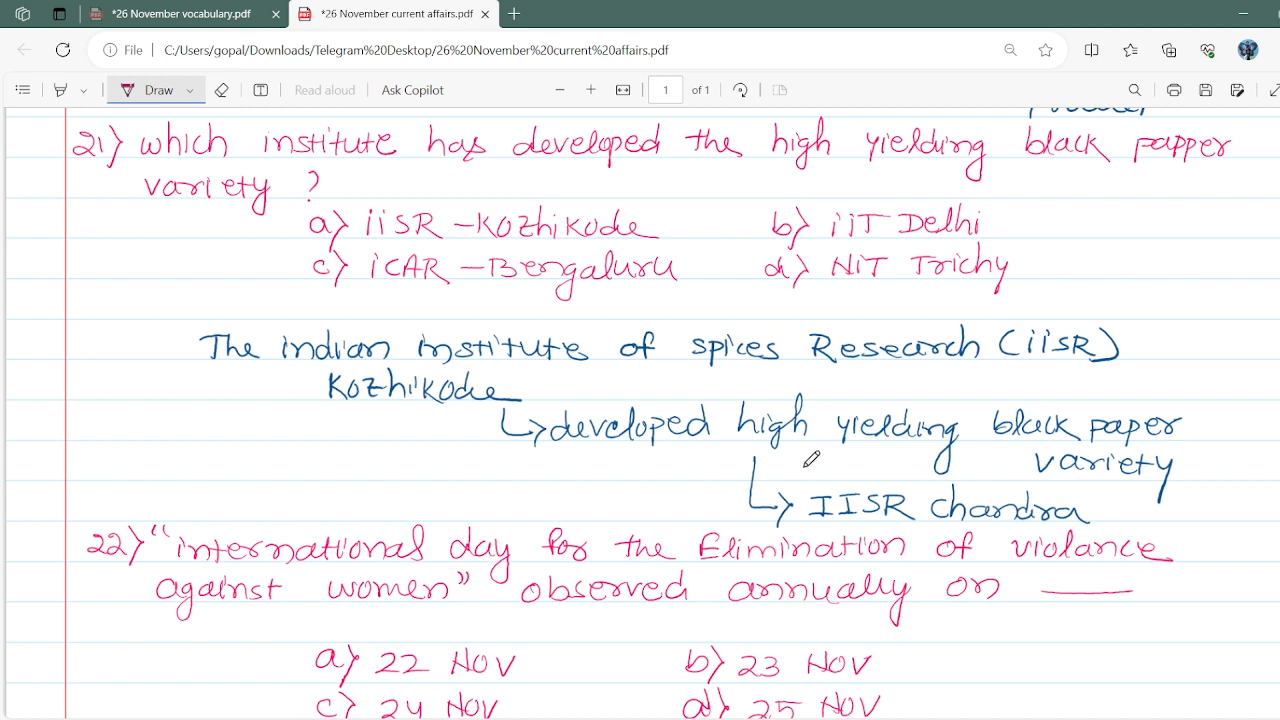 *26 November vocabulary.pdf
*26 November current affairs.pdf
File C:/Users/gopal/Downloads/Telegram%20Desktop/26%20November%20current%20affairs.pdf
Draw Read aloud Ask Copilot 1 of 1
21) which institute has developed the high yielding black papper
variety ?
a) iiSR - Kozhikode b) iiT Delhi
c) iCAR - Bengaluru d) NiT Trichy
The indian institute of spices Research (iiSR)
Kozhikode
developed high yielding black paper
variety
IISR chandra
22) "international day for the Elimination of violance
against women" observed annually on ____
a) 22 NOV b) 23 NOV
c) 24 NOV d) 25 NOV